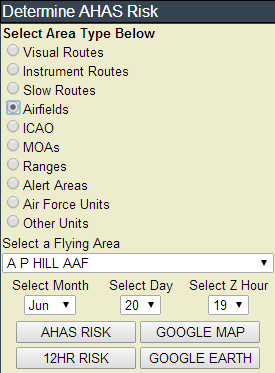 Determine AHAS Risk
Select Area Type Below
Visual Routes
Instrument Routes
Slow Routes
Airfields
ICAO
MOAs
Ranges
Alert Areas
Air Force Units
Other Units
Select a Flying Area
A P HILL AAF
Select Month Select Day Select Z Hour
Jun 20 19
AHAS RISK GOOGLE MAP
12HR RISK GOOGLE EARTH